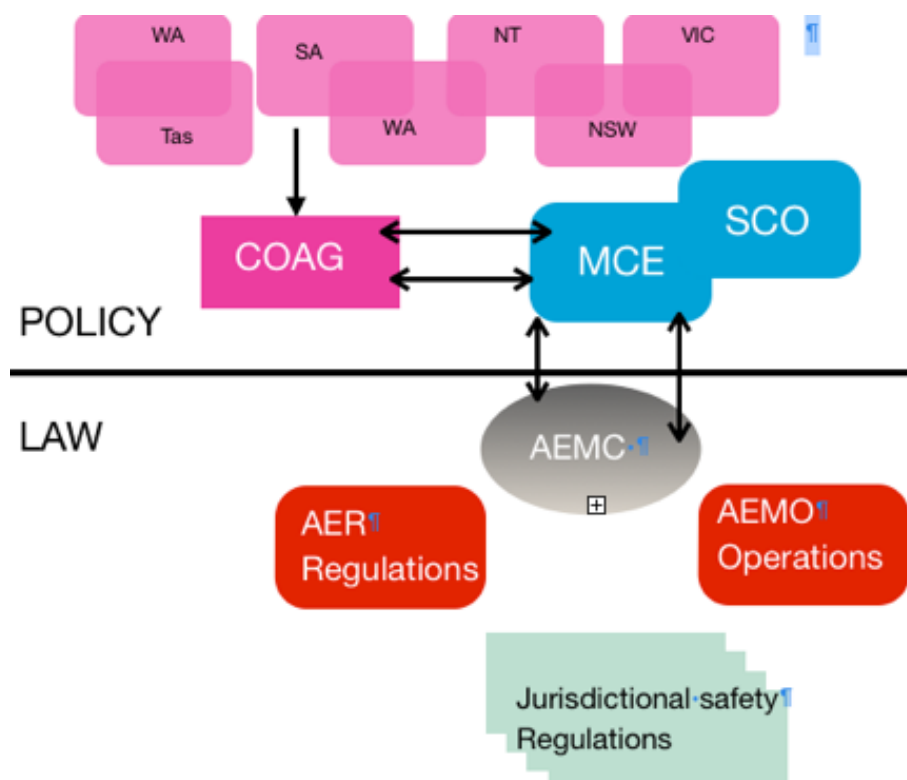 WA
SA
NT
VIC ¶
Tas
WA
NSW
SCO
COAG
MCE
POLICY
LAW
AEMC·¶
AER¶
Regulations
AEMO¶
Operations
Jurisdictional·safety¶
Regulations